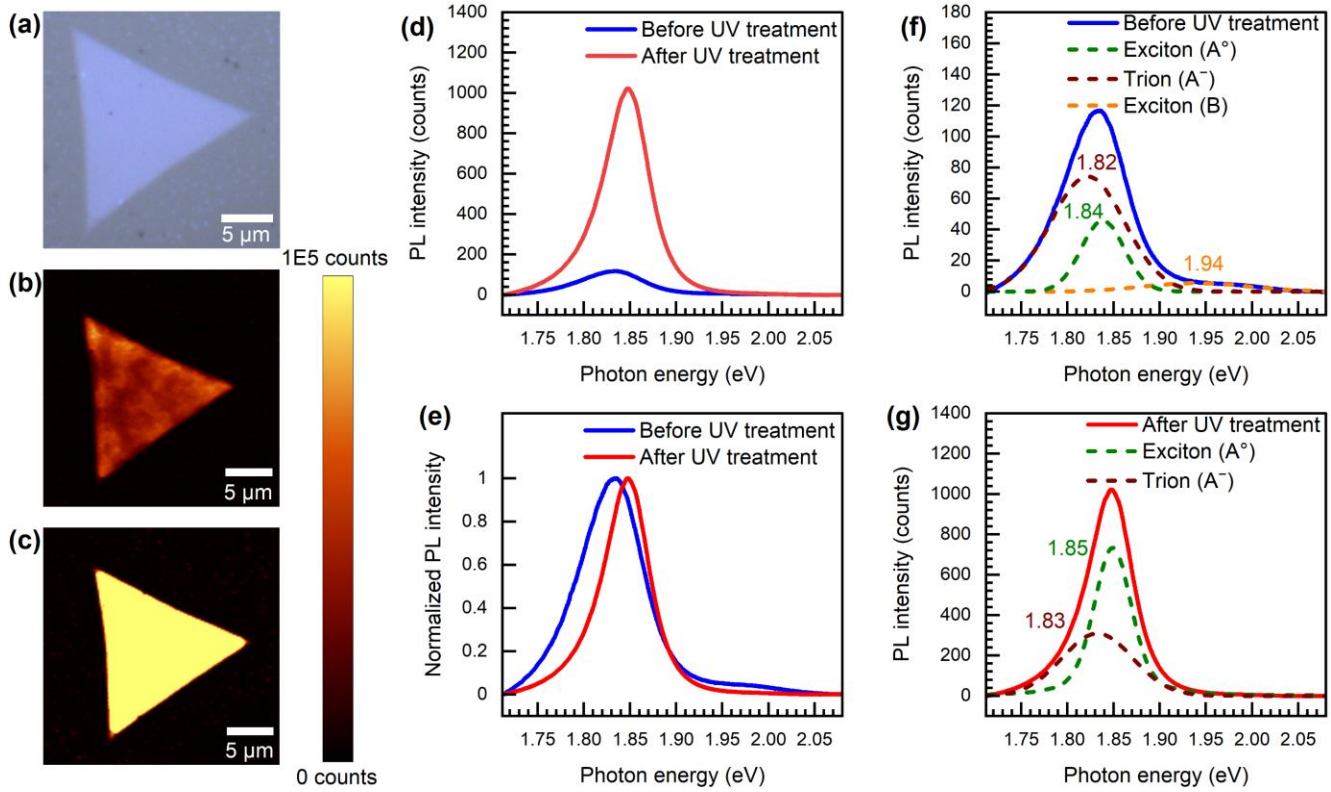 (a)
5 µm
(b)
5 µm
(c)
5 µm
1E5 counts
0 counts
(d)
PL intensity (counts)
1400
1200
1000
800
600
400
200
0
Before UV treatment
After UV treatment
1.75 1.80 1.85 1.90 1.95 2.00 2.05
Photon energy (eV)
(e)
Normalized PL intensity
1
0.8
0.6
0.4
0.2
0
Before UV treatment
After UV treatment
1.75 1.80 1.85 1.90 1.95 2.00 2.05
Photon energy (eV)
(f)
PL intensity (counts)
180
160
140
120
100
80
60
40
20
0
Before UV treatment
Exciton (A°)
Trion (A⁻)
Exciton (B)
1.82
1.84
1.94
1.75 1.80 1.85 1.90 1.95 2.00 2.05
Photon energy (eV)
(g)
PL intensity (counts)
1400
1200
1000
800
600
400
200
0
After UV treatment
Exciton (A°)
Trion (A⁻)
1.85
1.83
1.75 1.80 1.85 1.90 1.95 2.00 2.05
Photon energy (eV)